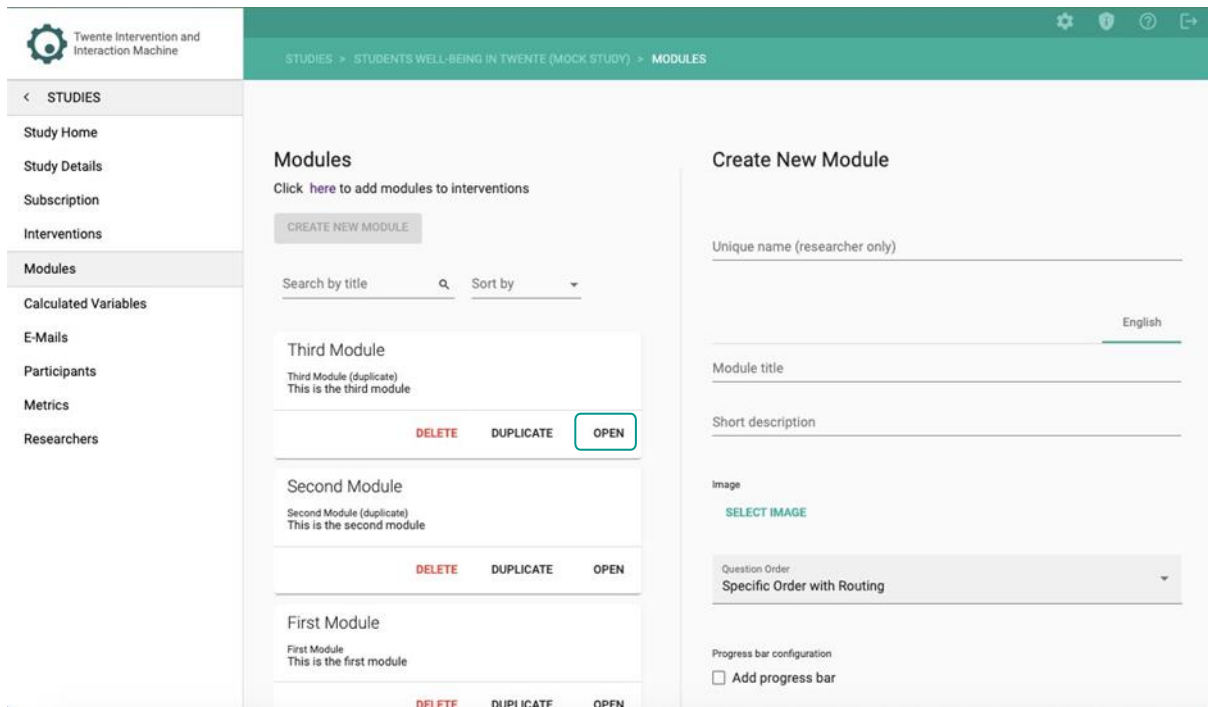 Twente Intervention and
Interaction Machine
STUDIES > STUDENTS WELL-BEING IN TWENTE (MOCK STUDY) > MODULES
< STUDIES
Study Home
Study Details
Subscription
Interventions
Modules
Calculated Variables
E-Mails
Participants
Metrics
Researchers
Modules
Click here to add modules to interventions
CREATE NEW MODULE
Search by title
Sort by
Third Module
Third Module (duplicate)
This is the third module
DELETE DUPLICATE OPEN
Second Module
Second Module (duplicate)
This is the second module
DELETE DUPLICATE OPEN
First Module
First Module
This is the first module
DELETE DUPLICATE OPEN
Create New Module
Unique name (researcher only)
English
Module title
Short description
Image
SELECT IMAGE
Question Order
Specific Order with Routing
Progress bar configuration
Add progress bar